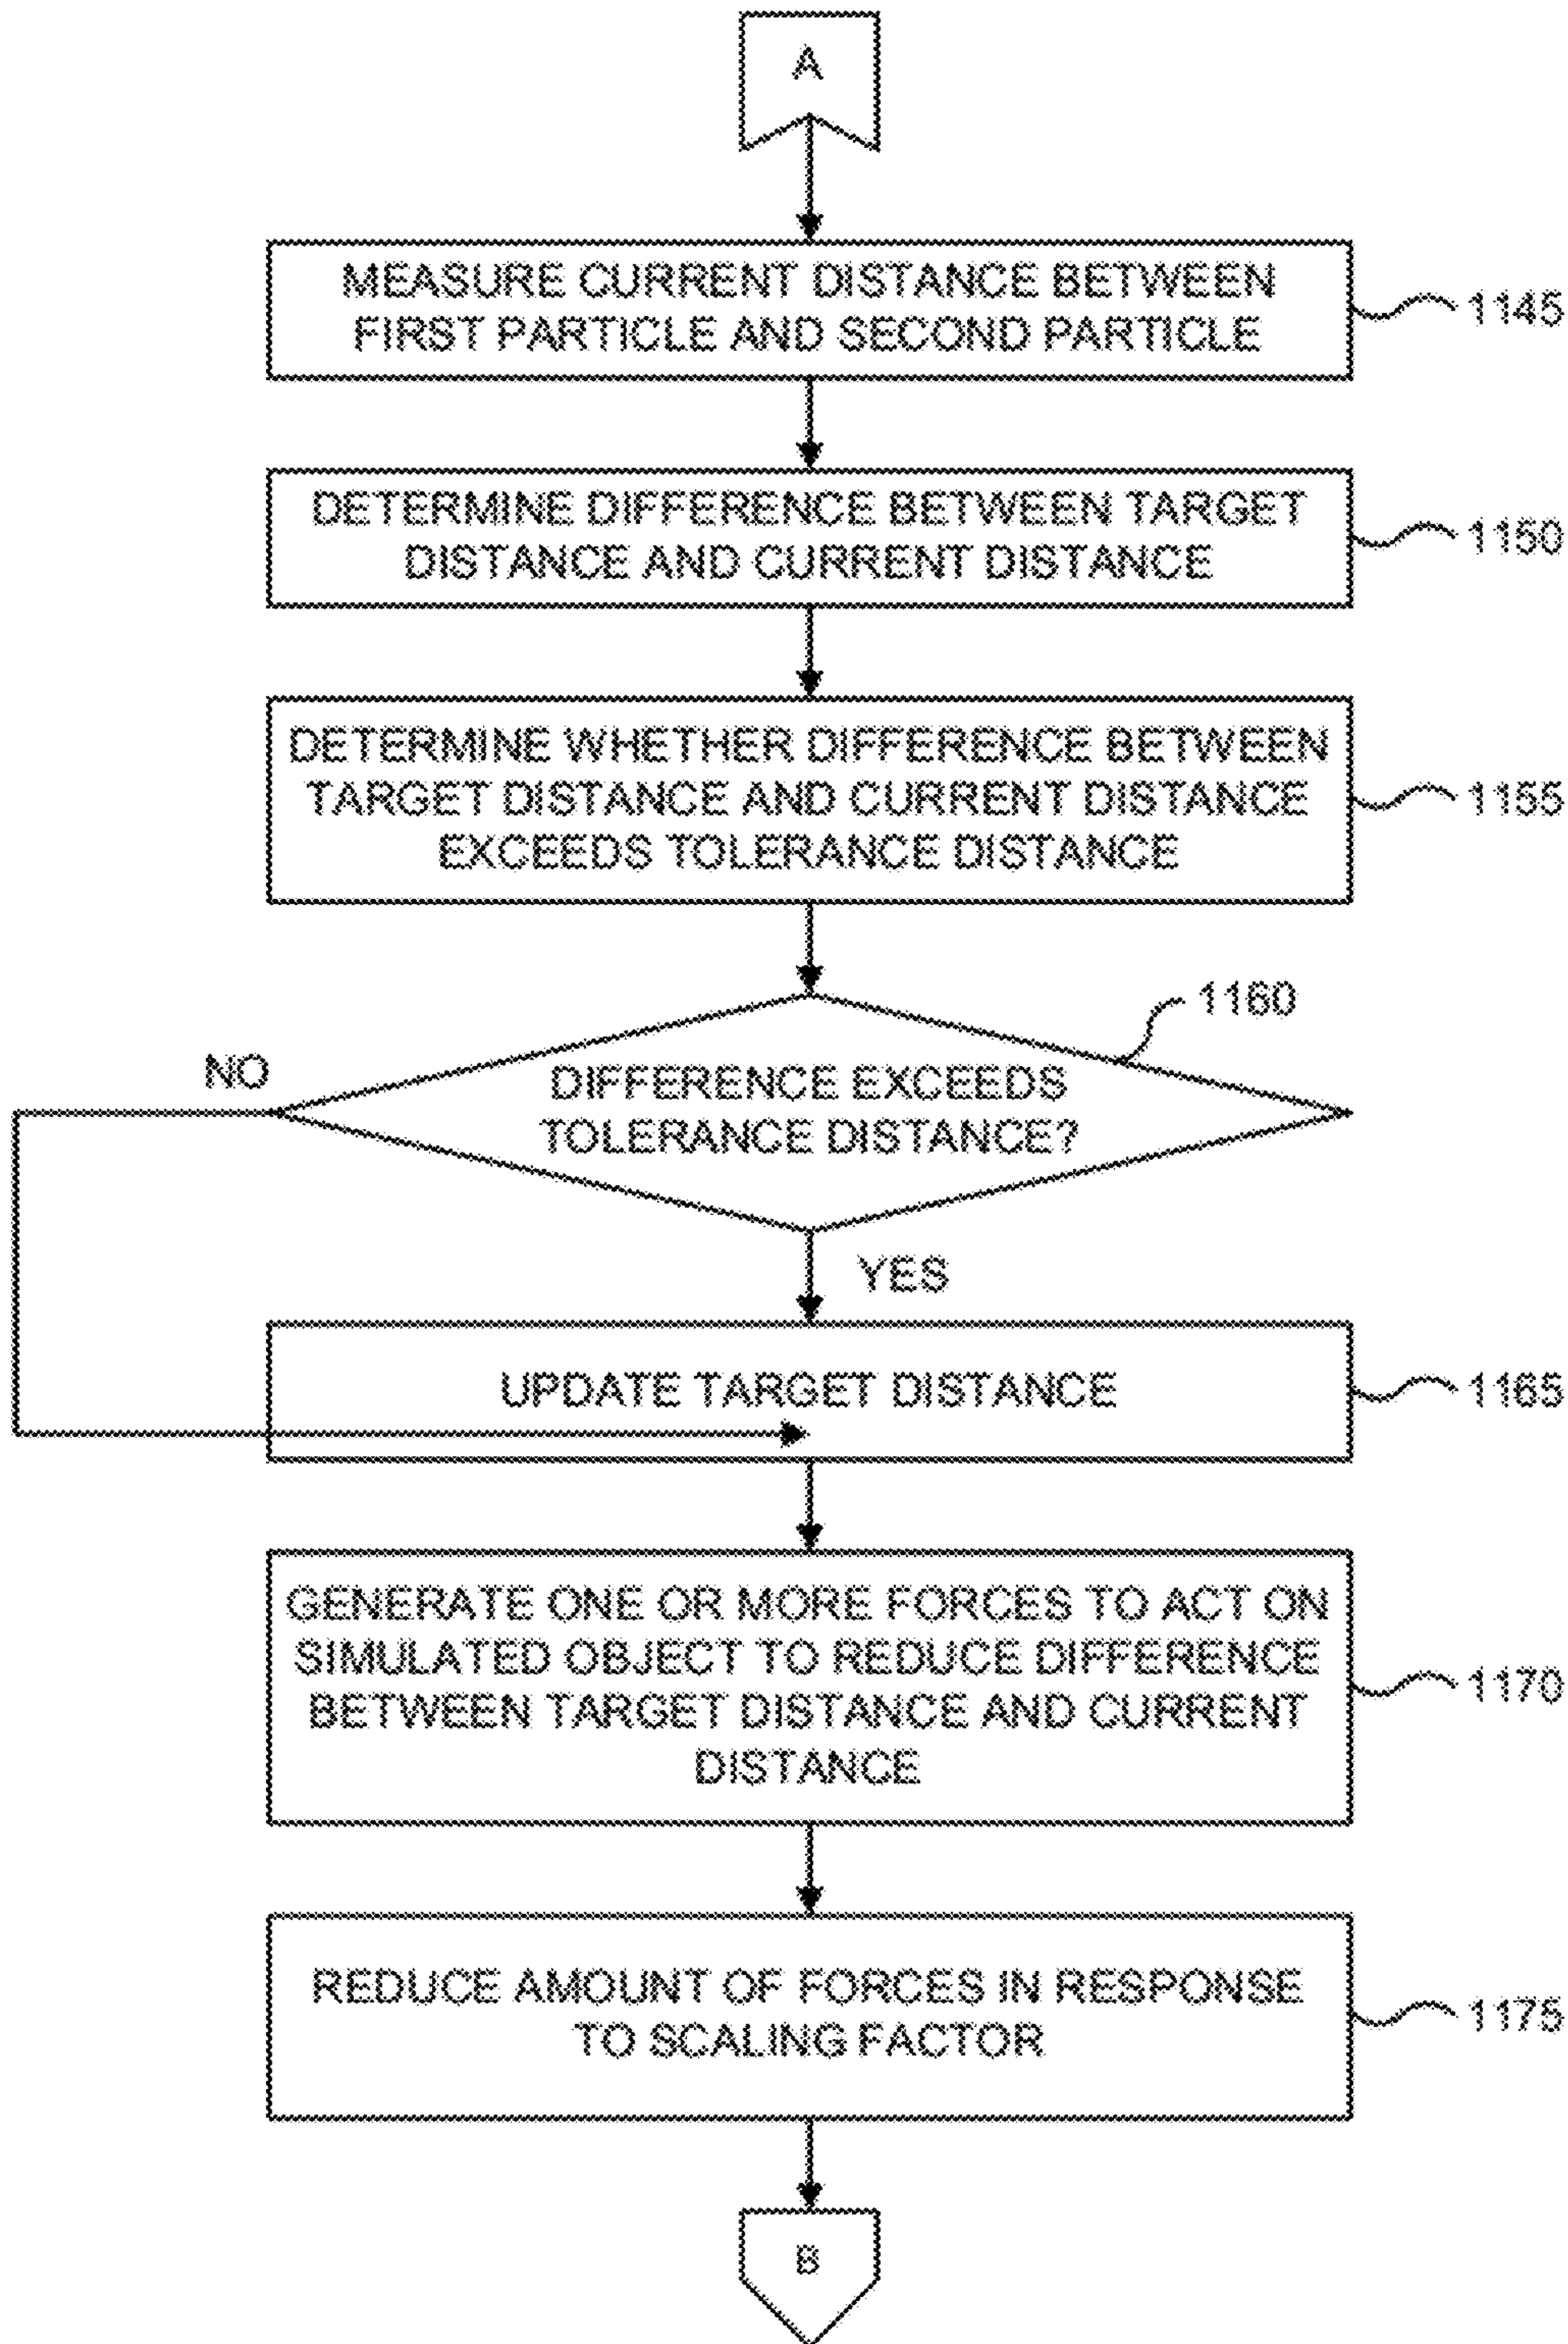 A
MEASURE CURRENT DISTANCE BETWEEN
FIRST PARTICLE AND SECOND PARTICLE
1145
DETERMINE DIFFERENCE BETWEEN TARGET
DISTANCE AND CURRENT DISTANCE
1150
DETERMINE WHETHER DIFFERENCE BETWEEN
TARGET DISTANCE AND CURRENT DISTANCE
EXCEEDS TOLERANCE DISTANCE
1155
1160
NO
DIFFERENCE EXCEEDS
TOLERANCE DISTANCE?
YES
UPDATE TARGET DISTANCE
1165
GENERATE ONE OR MORE FORCES TO ACT ON
SIMULATED OBJECT TO REDUCE DIFFERENCE
BETWEEN TARGET DISTANCE AND CURRENT
DISTANCE
1170
REDUCE AMOUNT OF FORCES IN RESPONSE
TO SCALING FACTOR
1175
B